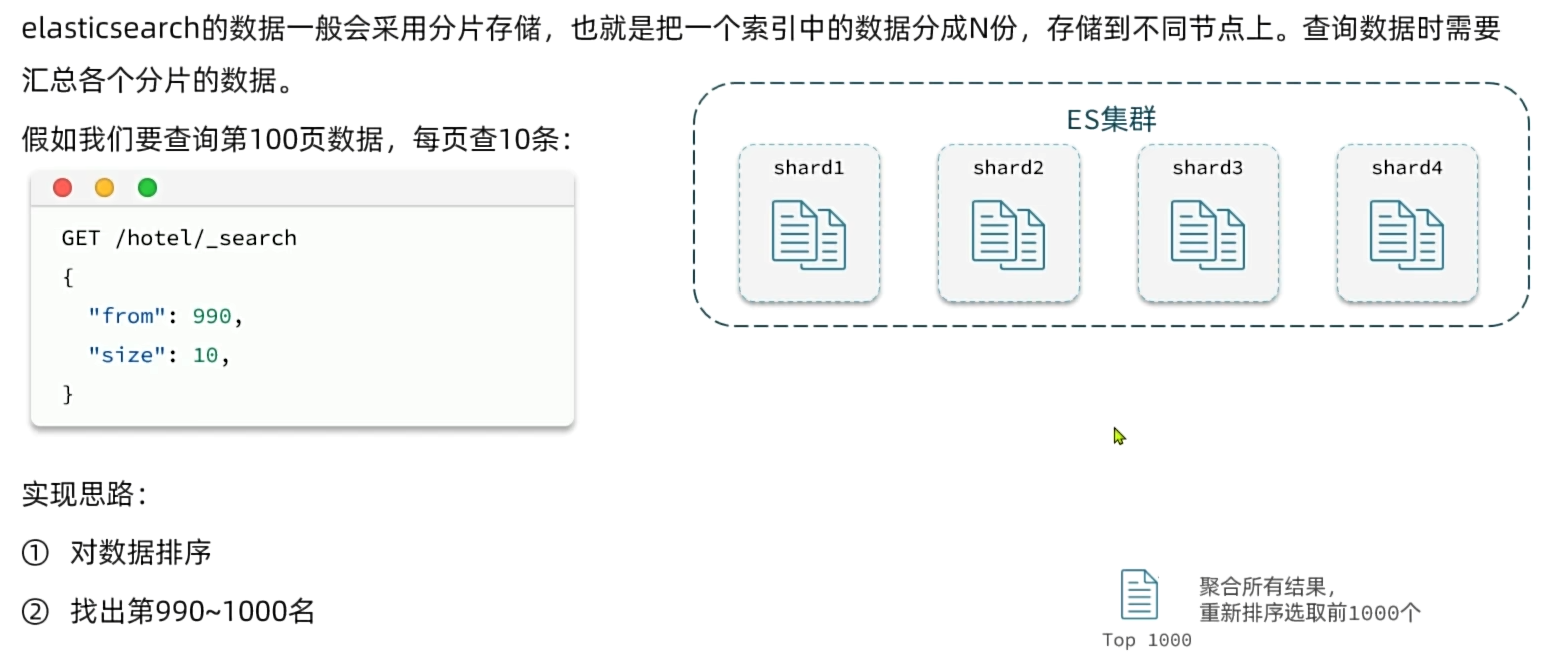 elasticsearch的数据一般会采用分片存储，也就是把一个索引中的数据分成N份，存储到不同节点上。查询数据时需要
汇总各个分片的数据。
假如我们要查询第100页数据，每页查10条：
GET /hotel/_search
{
"from": 990,
"size": 10,
}
实现思路：
① 对数据排序
② 找出第990~1000名
ES集群
shard1
shard2
shard3
shard4
聚合所有结果，
重新排序选取前1000个
Top 1000